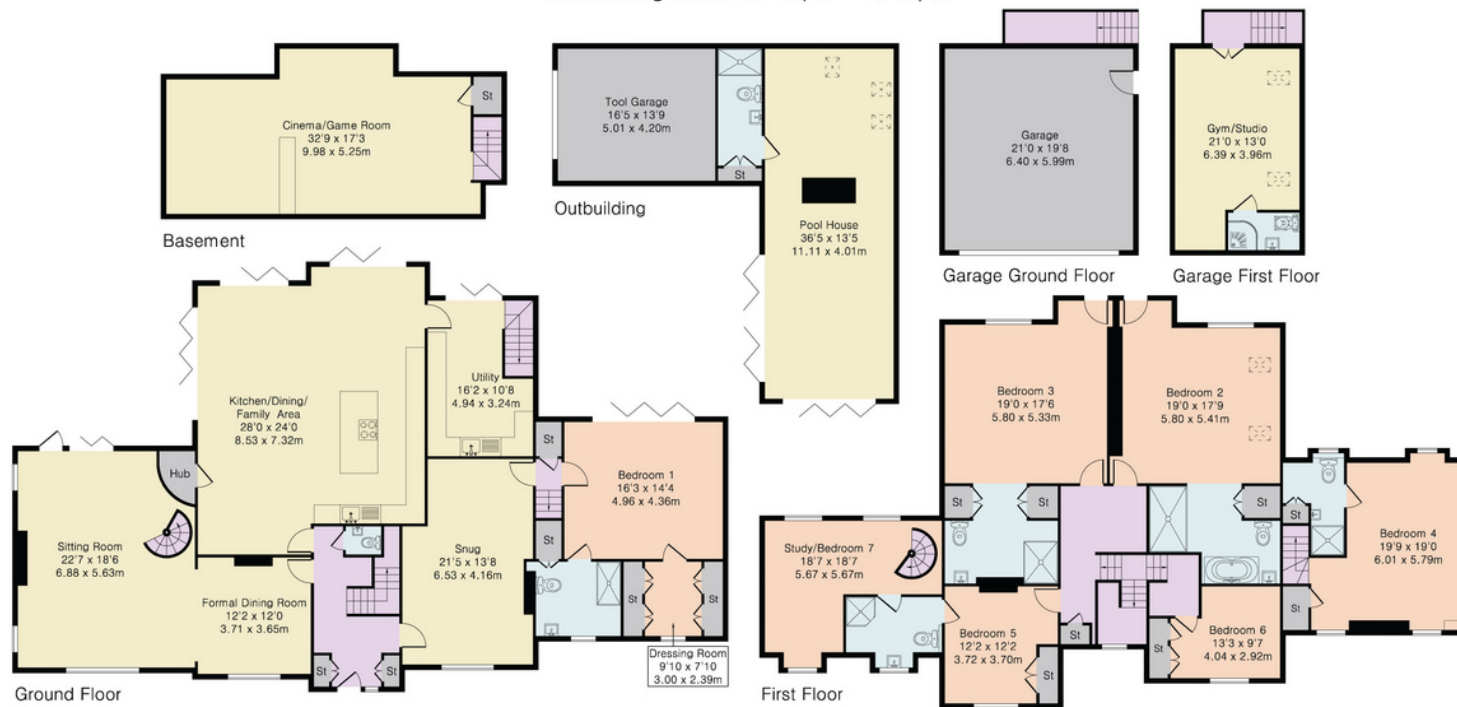 St
Cinema/Game Room
32'9 x 17'3
9.98 x 5.25m
Basement
Tool Garage
16'5 x 13'9
5.01 x 4.20m
St
Pool House
36'5 x 13'5
11.11 x 4.01m
Outbuilding
Garage
21'0 x 19'8
6.40 x 5.99m
Garage Ground Floor
Gym/Studio
21'0 x 13'0
6.39 x 3.96m
Garage First Floor
Kitchen/Dining/
Family Area
28'0 x 24'0
8.53 x 7.32m
Utility
16'2 x 10'8
4.94 x 3.24m
Hub
St
Bedroom 1
16'3 x 14'4
4.96 x 4.36m
Sitting Room
22'7 x 18'6
6.88 x 5.63m
Snug
21'5 x 13'8
6.53 x 4.16m
St
Formal Dining Room
12'2 x 12'0
3.71 x 3.65m
St
St
St
St
Dressing Room
9'10 x 7'10
3.00 x 2.39m
Ground Floor
Bedroom 3
19'0 x 17'6
5.80 x 5.33m
Bedroom 2
19'0 x 17'9
5.80 x 5.41m
St
St
St
St
Bedroom 4
19'9 x 19'0
6.01 x 5.79m
Study/Bedroom 7
18'7 x 18'7
5.67 x 5.67m
Bedroom 5
12'2 x 12'2
3.72 x 3.70m
St
St
Bedroom 6
13'3 x 9'7
4.04 x 2.92m
St
St
First Floor